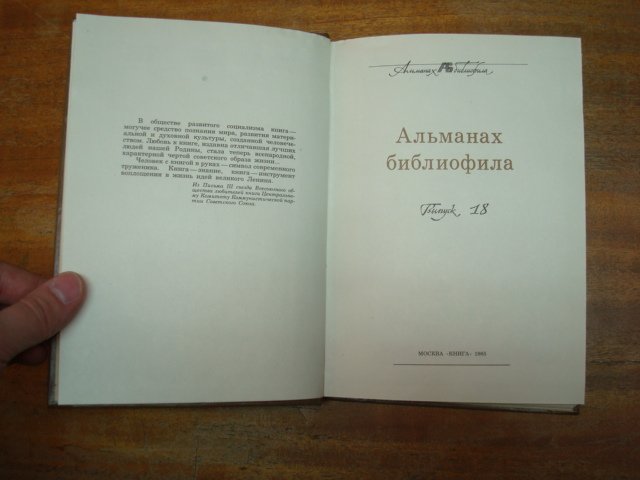 В обществе развитого социализма книга —
могучее средство познания мира, развития матери-
альной и духовной культуры, созданной человече-
ством. Любовь к книге, издавна отличавшая лучших
людей нашей Родины, стала теперь всенародной,
характерной чертой советского образа жизни...
Человек с книгой в руках — символ современного
труженика. Книга — знание, книга — инструмент
воплощения в жизнь идей великого Ленина.
Из Письма III съезда Всесоюзного об-
щества любителей книги Центрально-
му Комитету Коммунистической пар-
тии Советского Союза.
Альманах АБ библиофила
Альманах
библиофила
Выпуск 18
МОСКВА «КНИГА» 1985